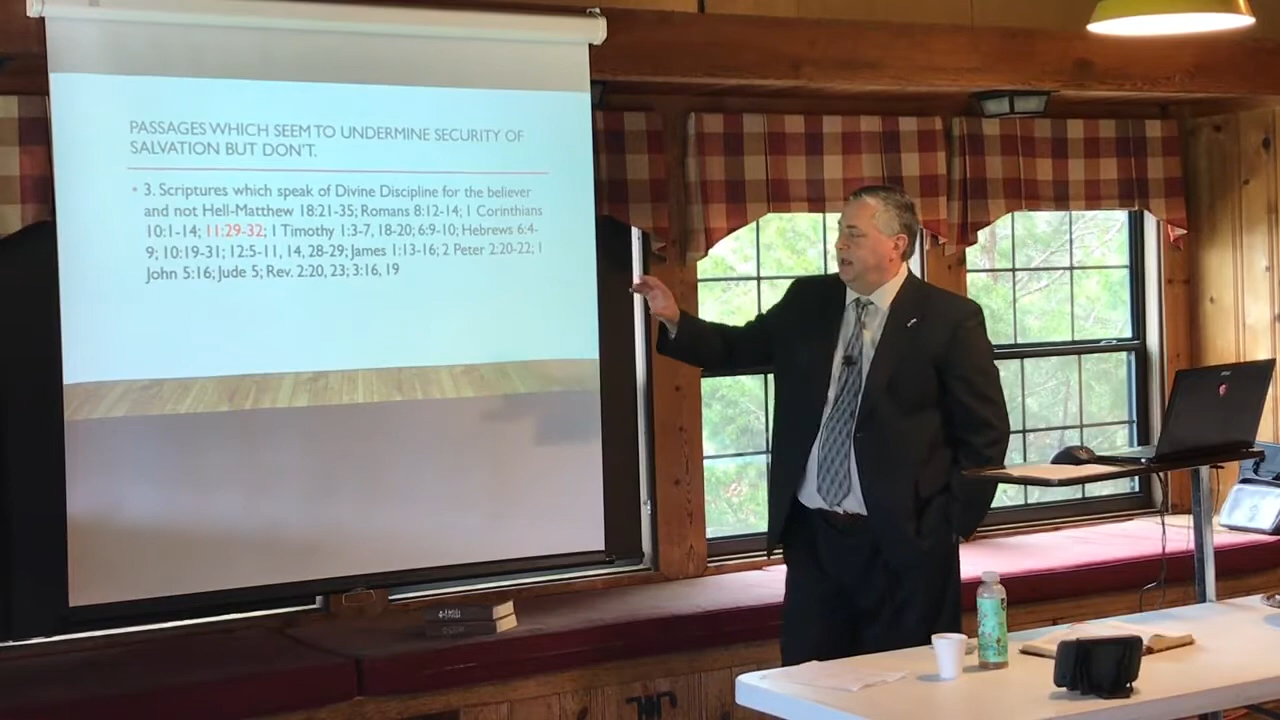 PASSAGES WHICH SEEM TO UNDERMINE SECURITY OF
SALVATION BUT DON'T.
• 3. Scriptures which speak of Divine Discipline for the believer
and not Hell-Matthew 18:21-35; Romans 8:12-14; 1 Corinthians
10:1-14; 11:29-32; 1 Timothy 1:3-7, 18-20; 6:9-10; Hebrews 6:4-
9; 10:19-31; 12:5-11, 14, 28-29; James 1:13-16; 2 Peter 2:20-22; 1
John 5:16; Jude 5; Rev. 2:20, 23; 3:16, 19